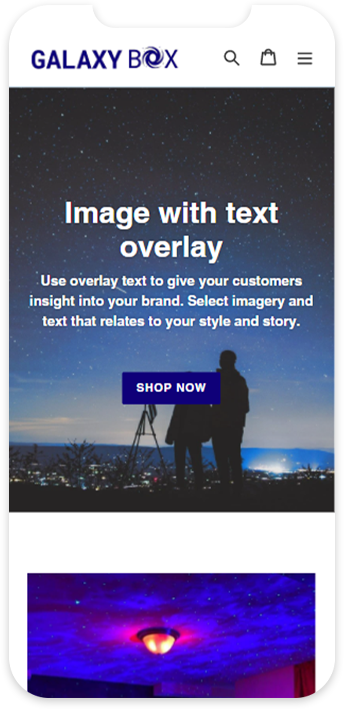 GALAXY BOX
Image with text
overlay
Use overlay text to give your customers
insight into your brand. Select imagery and
text that relates to your style and story.
SHOP NOW